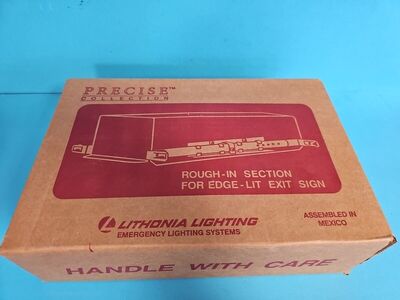 PRECISE™
COLLECTION
ROUGH-IN SECTION
FOR EDGE-LIT EXIT SIGN
LITHONIA LIGHTING
EMERGENCY LIGHTING SYSTEMS
ASSEMBLED IN
MEXICO
HANDLE WITH CARE